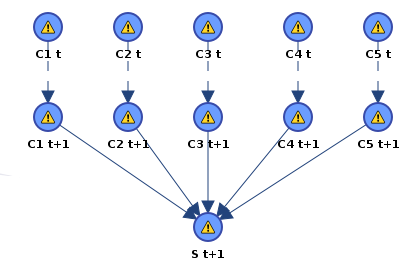 C1 t C2 t C3 t C4 t C5 t
C1 t+1 C2 t+1 C3 t+1 C4 t+1 C5 t+1
S t+1